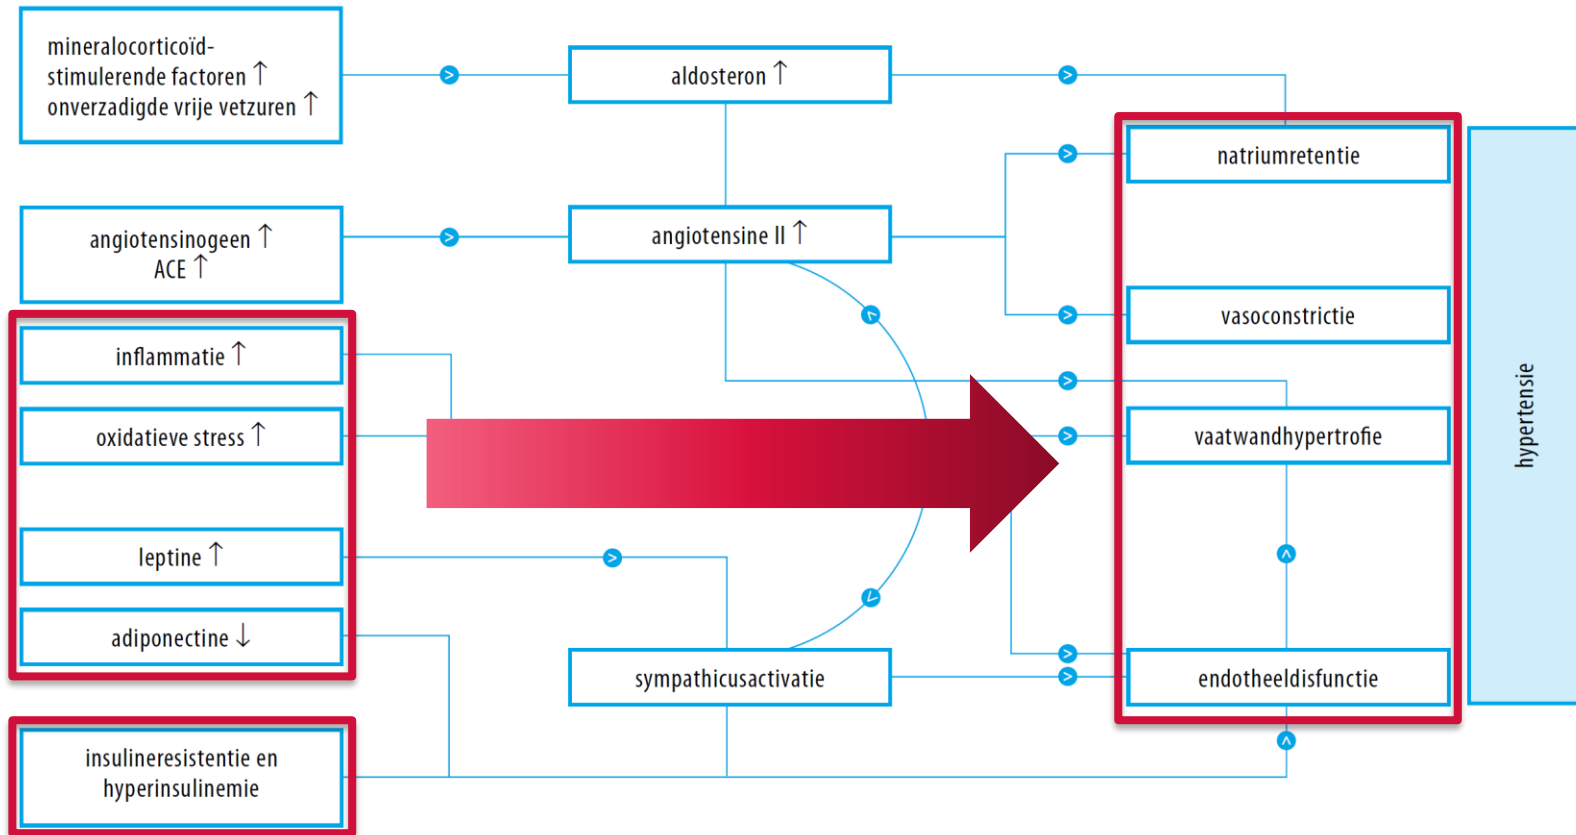 mineralocorticoïd-
stimulerende factoren ↑
onverzadigde vrije vetzuren ↑
aldosteron ↑
natriumretentie
angiotensinogeen ↑
ACE ↑
angiotensine II ↑
vasoconstrictie
inflammatie ↑
oxidatieve stress ↑
vaatwandhypertrofie
hypertensie
leptine ↑
adiponectine ↓
sympathicusactivatie
endotheeldisfunctie
insulineresistentie en
hyperinsulinemie